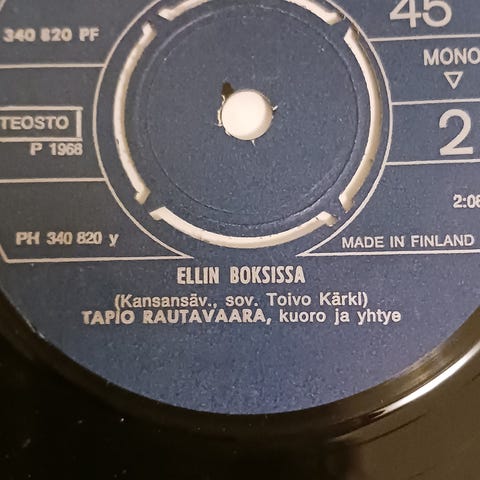 340 820 PF
45
MONO
TEOSTO
P 1968
2
2:08
PH 340 820 y
MADE IN FINLAND
ELLIN BOKSISSA
(Kansansäv., sov. Toivo Kärki)
TAPIO RAUTAVAARA, kuoro ja yhtye